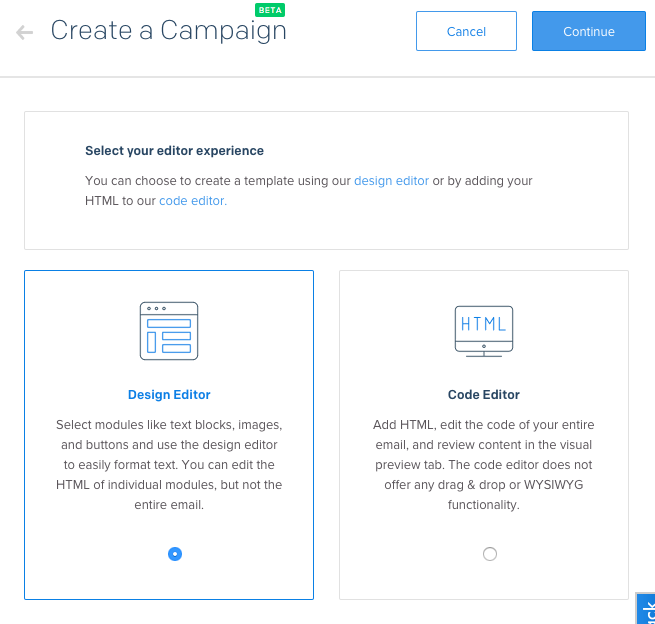 BETA
Create a Campaign
Cancel
Continue
Select your editor experience
You can choose to create a template using our design editor or by adding your
HTML to our code editor.
Design Editor
Select modules like text blocks, images,
and buttons and use the design editor
to easily format text. You can edit the
HTML of individual modules, but not the
entire email.
HTML
Code Editor
Add HTML, edit the code of your entire
email, and review content in the visual
preview tab. The code editor does not
offer any drag & drop or WYSIWYG
functionality.